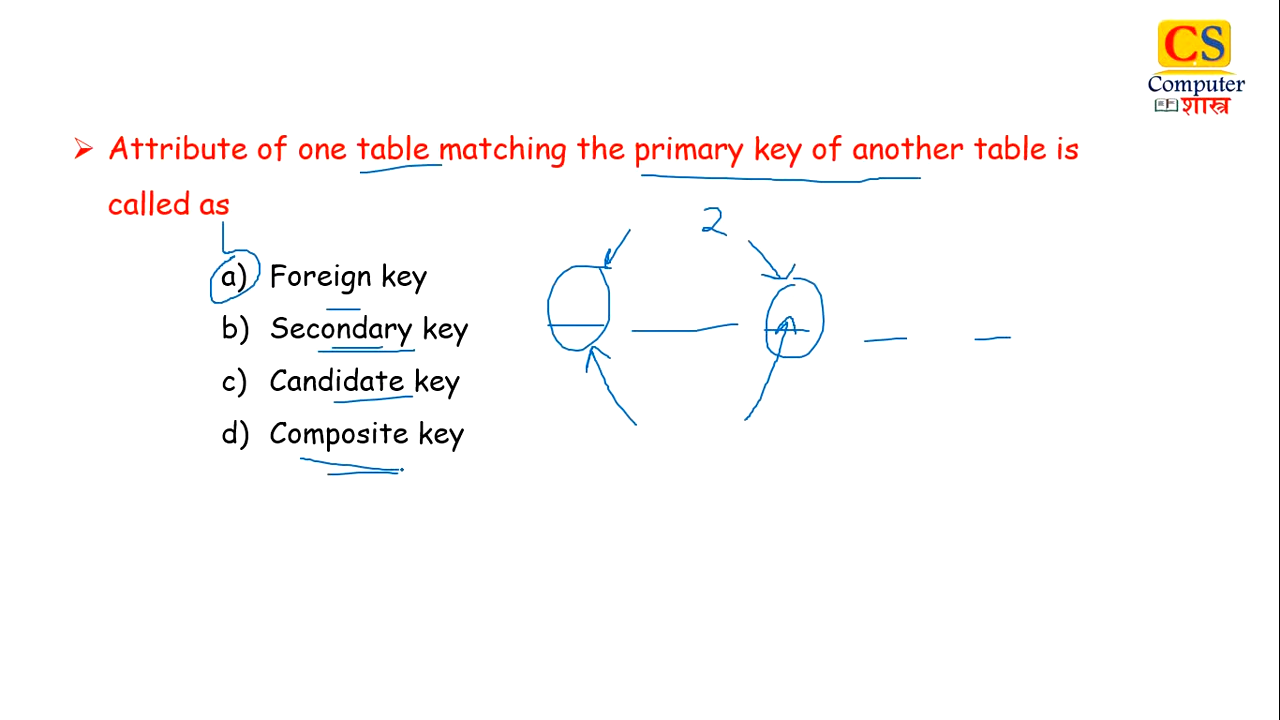 CS
Computer
शास्त्र
➢ Attribute of one table matching the primary key of another table is
called as
2
a) Foreign key
b) Secondary key
c) Candidate key
d) Composite key